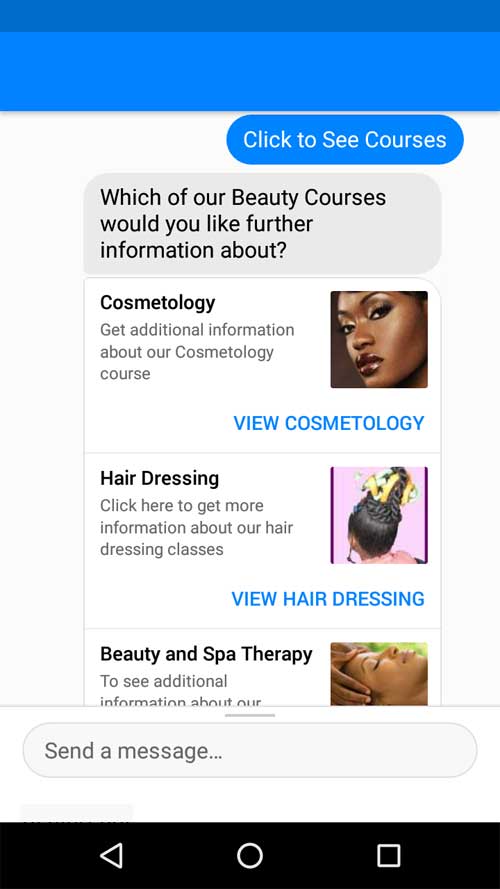 Click to See Courses
Which of our Beauty Courses
would you like further
information about?
Cosmetology
Get additional information
about our Cosmetology
course
VIEW COSMETOLOGY
Hair Dressing
Click here to get more
information about our hair
dressing classes
VIEW HAIR DRESSING
Beauty and Spa Therapy
To see additional
information about our
Send a message…